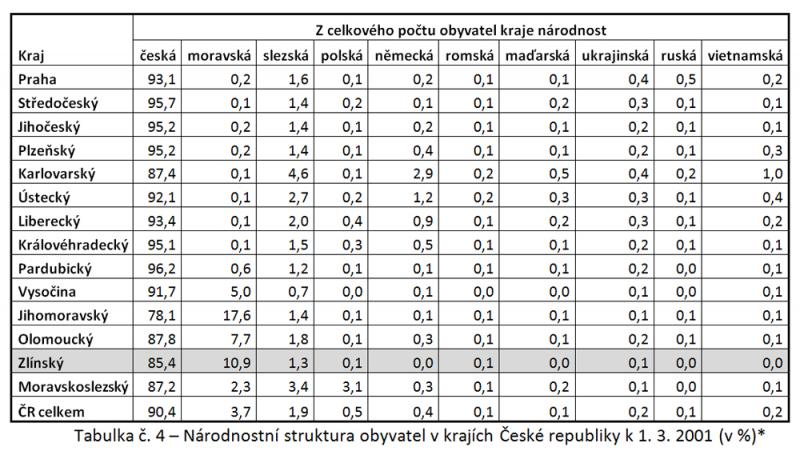 Z celkového počtu obyvatel kraje národnost
Kraj česká moravská slezská polská německá romská maďarská ukrajinská ruská vietnamská
Praha 93,1 0,2 1,6 0,1 0,2 0,1 0,1 0,4 0,5 0,2
Středočeský 95,7 0,1 1,4 0,2 0,1 0,1 0,2 0,3 0,1 0,1
Jihočeský 95,2 0,2 1,4 0,1 0,2 0,1 0,1 0,2 0,1 0,1
Plzeňský 95,2 0,2 1,4 0,1 0,4 0,1 0,1 0,2 0,1 0,3
Karlovarský 87,4 0,1 4,6 0,1 2,9 0,2 0,5 0,4 0,2 1,0
Ústecký 92,1 0,1 2,7 0,2 1,2 0,2 0,3 0,3 0,1 0,4
Liberecký 93,4 0,1 2,0 0,4 0,9 0,1 0,2 0,3 0,1 0,2
Královéhradecký 95,1 0,1 1,5 0,3 0,5 0,1 0,1 0,2 0,1 0,1
Pardubický 96,2 0,6 1,2 0,1 0,1 0,1 0,1 0,2 0,0 0,1
Vysočina 91,7 5,0 0,7 0,0 0,1 0,0 0,0 0,1 0,0 0,1
Jihomoravský 78,1 17,6 1,4 0,1 0,1 0,1 0,1 0,2 0,1 0,1
Olomoucký 87,8 7,7 1,8 0,1 0,3 0,1 0,1 0,2 0,0 0,1
Zlínský 85,4 10,9 1,3 0,1 0,0 0,1 0,0 0,1 0,0 0,0
Moravskoslezský 87,2 2,3 3,4 3,1 0,3 0,1 0,2 0,1 0,0 0,1
ČR celkem 90,4 3,7 1,9 0,5 0,4 0,1 0,1 0,2 0,1 0,2
Tabulka č. 4 – Národnostní struktura obyvatel v krajích České republiky k 1. 3. 2001 (v %)*